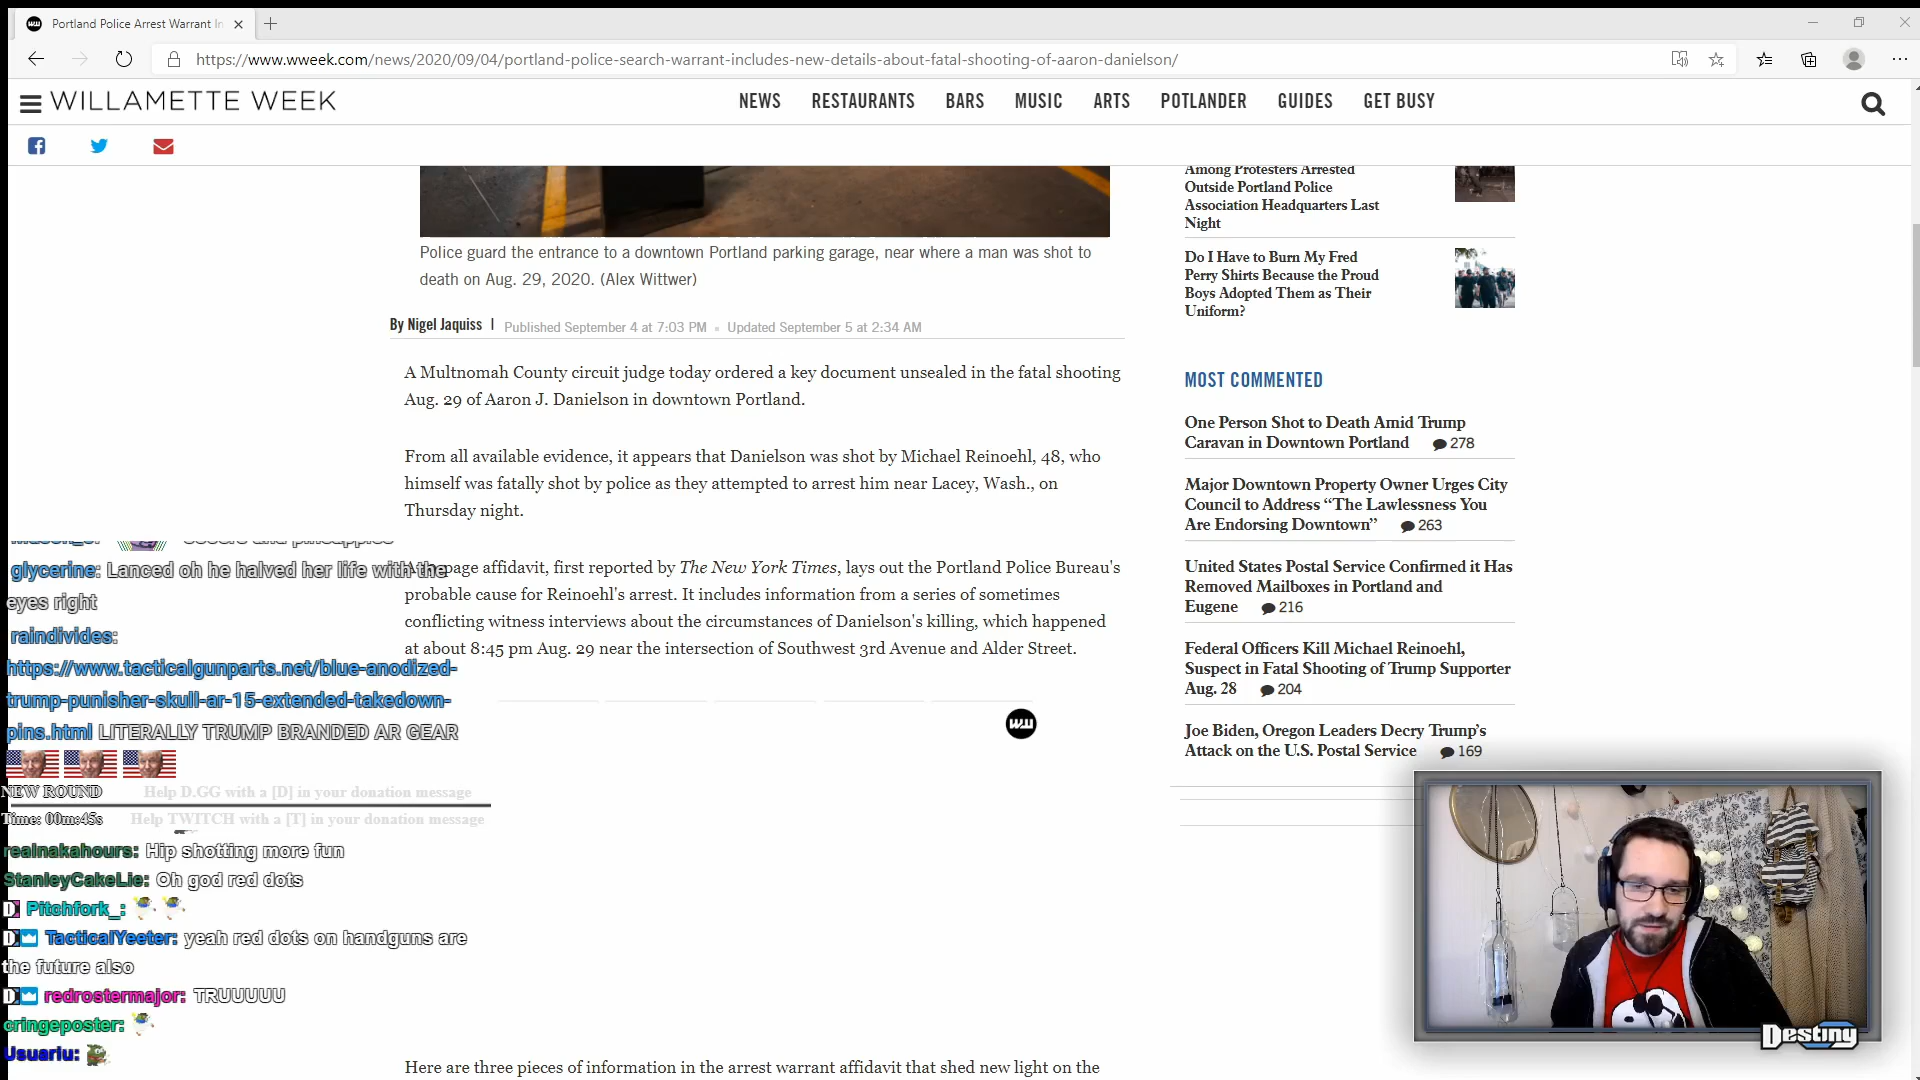 Portland Police Arrest Warrant In
https://www.wweek.com/news/2020/09/04/portland-police-search-warrant-includes-new-details-about-fatal-shooting-of-aaron-danielson/
WILLAMETTE WEEK
NEWS RESTAURANTS BARS MUSIC ARTS POTLANDER GUIDES GET BUSY
Police guard the entrance to a downtown Portland parking garage, near where a man was shot to
death on Aug. 29, 2020. (Alex Wittwer)
By Nigel Jaquiss | Published September 4 at 7:03 PM Updated September 5 at 2:34 AM
A Multnomah County circuit judge today ordered a key document unsealed in the fatal shooting
Aug. 29 of Aaron J. Danielson in downtown Portland.
From all available evidence, it appears that Danielson was shot by Michael Reinoehl, 48, who
himself was fatally shot by police as they attempted to arrest him near Lacey, Wash., on
Thursday night.
page affidavit, first reported by The New York Times, lays out the Portland Police Bureau's
probable cause for Reinoehl's arrest. It includes information from a series of sometimes
conflicting witness interviews about the circumstances of Danielson's killing, which happened
at about 8:45 pm Aug. 29 near the intersection of Southwest 3rd Avenue and Alder Street.
Here are three pieces of information in the arrest warrant affidavit that shed new light on the
Among Protesters Arrested
Outside Portland Police
Association Headquarters Last
Night
Do I Have to Burn My Fred
Perry Shirts Because the Proud
Boys Adopted Them as Their
Uniform?
MOST COMMENTED
One Person Shot to Death Amid Trump
Caravan in Downtown Portland 278
Major Downtown Property Owner Urges City
Council to Address “The Lawlessness You
Are Endorsing Downtown” 263
United States Postal Service Confirmed it Has
Removed Mailboxes in Portland and
Eugene 216
Federal Officers Kill Michael Reinoehl,
Suspect in Fatal Shooting of Trump Supporter
Aug. 28 204
Joe Biden, Oregon Leaders Decry Trump's
Attack on the U.S. Postal Service 169
glycerine: Lanced oh he halved her life with the
eyes right
raindivides:
https://www.tacticalgunparts.net/blue-anodized-
trump-punisher-skull-ar-15-extended-takedown-
pins.html LITERALLY TRUMP BRANDED AR GEAR
NEW ROUND Help D.GG with a [D] in your donation message
Time: 00m:45s Help TWITCH with a [T] in your donation message
realnakahours: Hip shotting more fun
StanleyCakeLie: Oh god red dots
D Pitchfork_:
D TacticalYeeter: yeah red dots on handguns are
the future also
D redrostermajor: TRUUUUU
cringeposter:
Usuariu:
Destiny